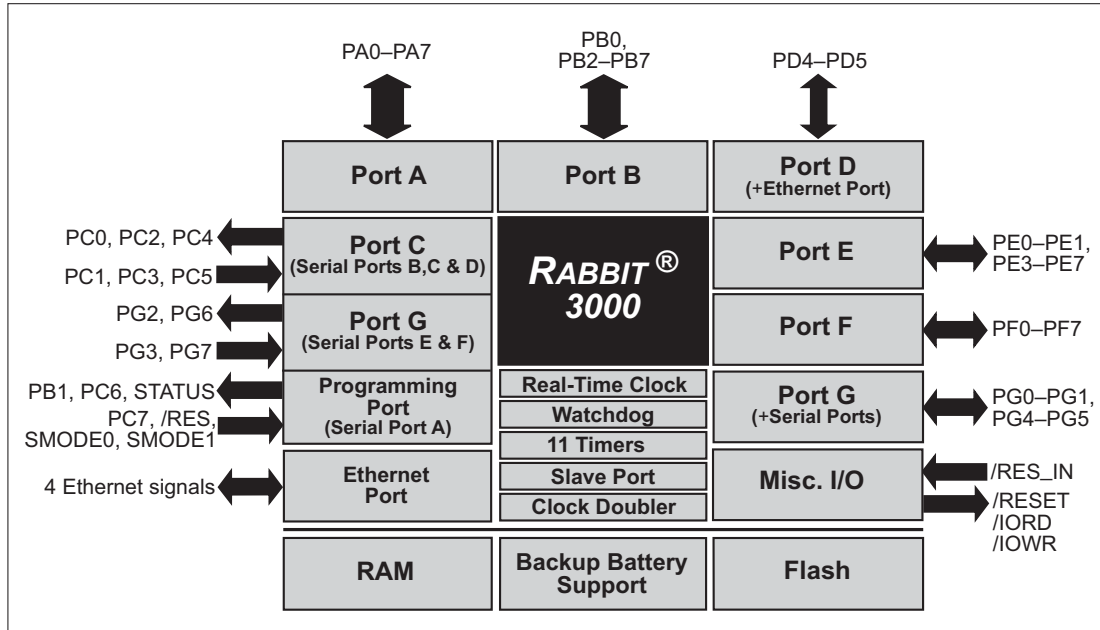 PA0–PA7
PB0,
PB2–PB7
PD4–PD5
Port A
Port B
Port D
(+Ethernet Port)
PC0, PC2, PC4
PC1, PC3, PC5
Port C
(Serial Ports B,C & D)
RABBIT ®
3000
Port E
PE0–PE1,
PE3–PE7
PG2, PG6
PG3, PG7
Port G
(Serial Ports E & F)
Port F
PF0–PF7
PB1, PC6, STATUS
PC7, /RES,
SMODE0, SMODE1
Programming
Port
(Serial Port A)
Real-Time Clock
Watchdog
11 Timers
Slave Port
Clock Doubler
Port G
(+Serial Ports)
PG0–PG1,
PG4–PG5
4 Ethernet signals
Ethernet
Port
Misc. I/O
/RES_IN
/RESET
/IORD
/IOWR
RAM
Backup Battery
Support
Flash